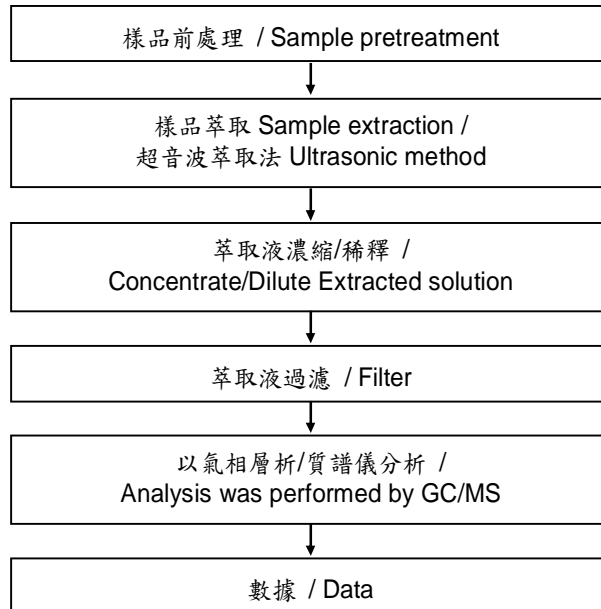 樣品前處理 / Sample pretreatment
樣品萃取 Sample extraction /
超音波萃取法 Ultrasonic method
萃取液濃縮/稀釋 /
Concentrate/Dilute Extracted solution
萃取液過濾 / Filter
以氣相層析/質譜儀分析 /
Analysis was performed by GC/MS
數據 / Data